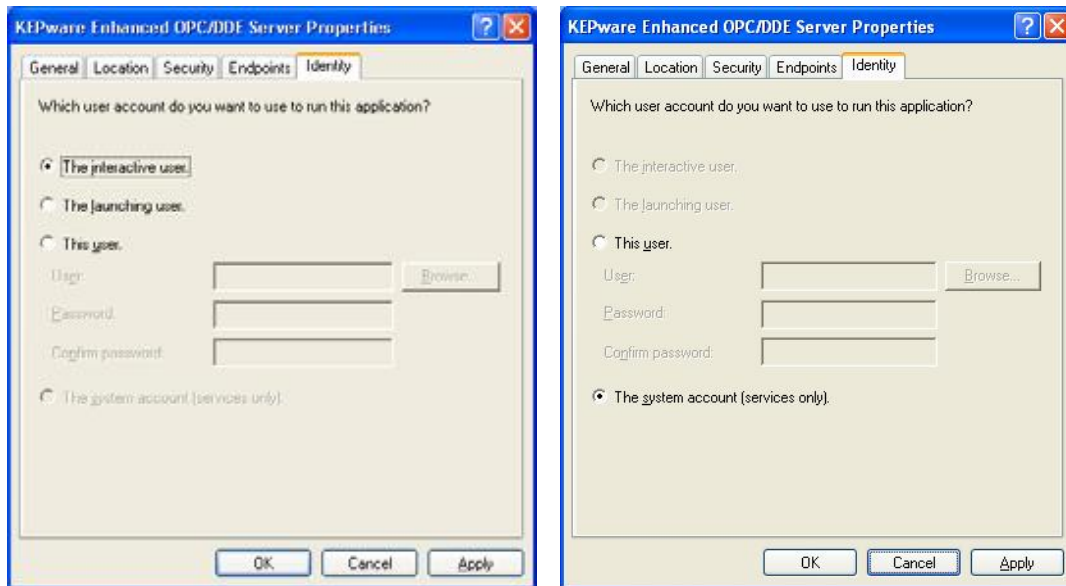 KEPware Enhanced OPC/DDE Server Properties
General Location Security Endpoints Identity
Which user account do you want to use to run this application?
The interactive user.
The launching user.
This user.
User:
Browse...
Password:
Confirm password:
The system account (services only).
OK Cancel Apply
KEPware Enhanced OPC/DDE Server Properties
General Location Security Endpoints Identity
Which user account do you want to use to run this application?
The interactive user.
The launching user.
This user.
User:
Browse...
Password:
Confirm password:
The system account (services only).
OK Cancel Apply